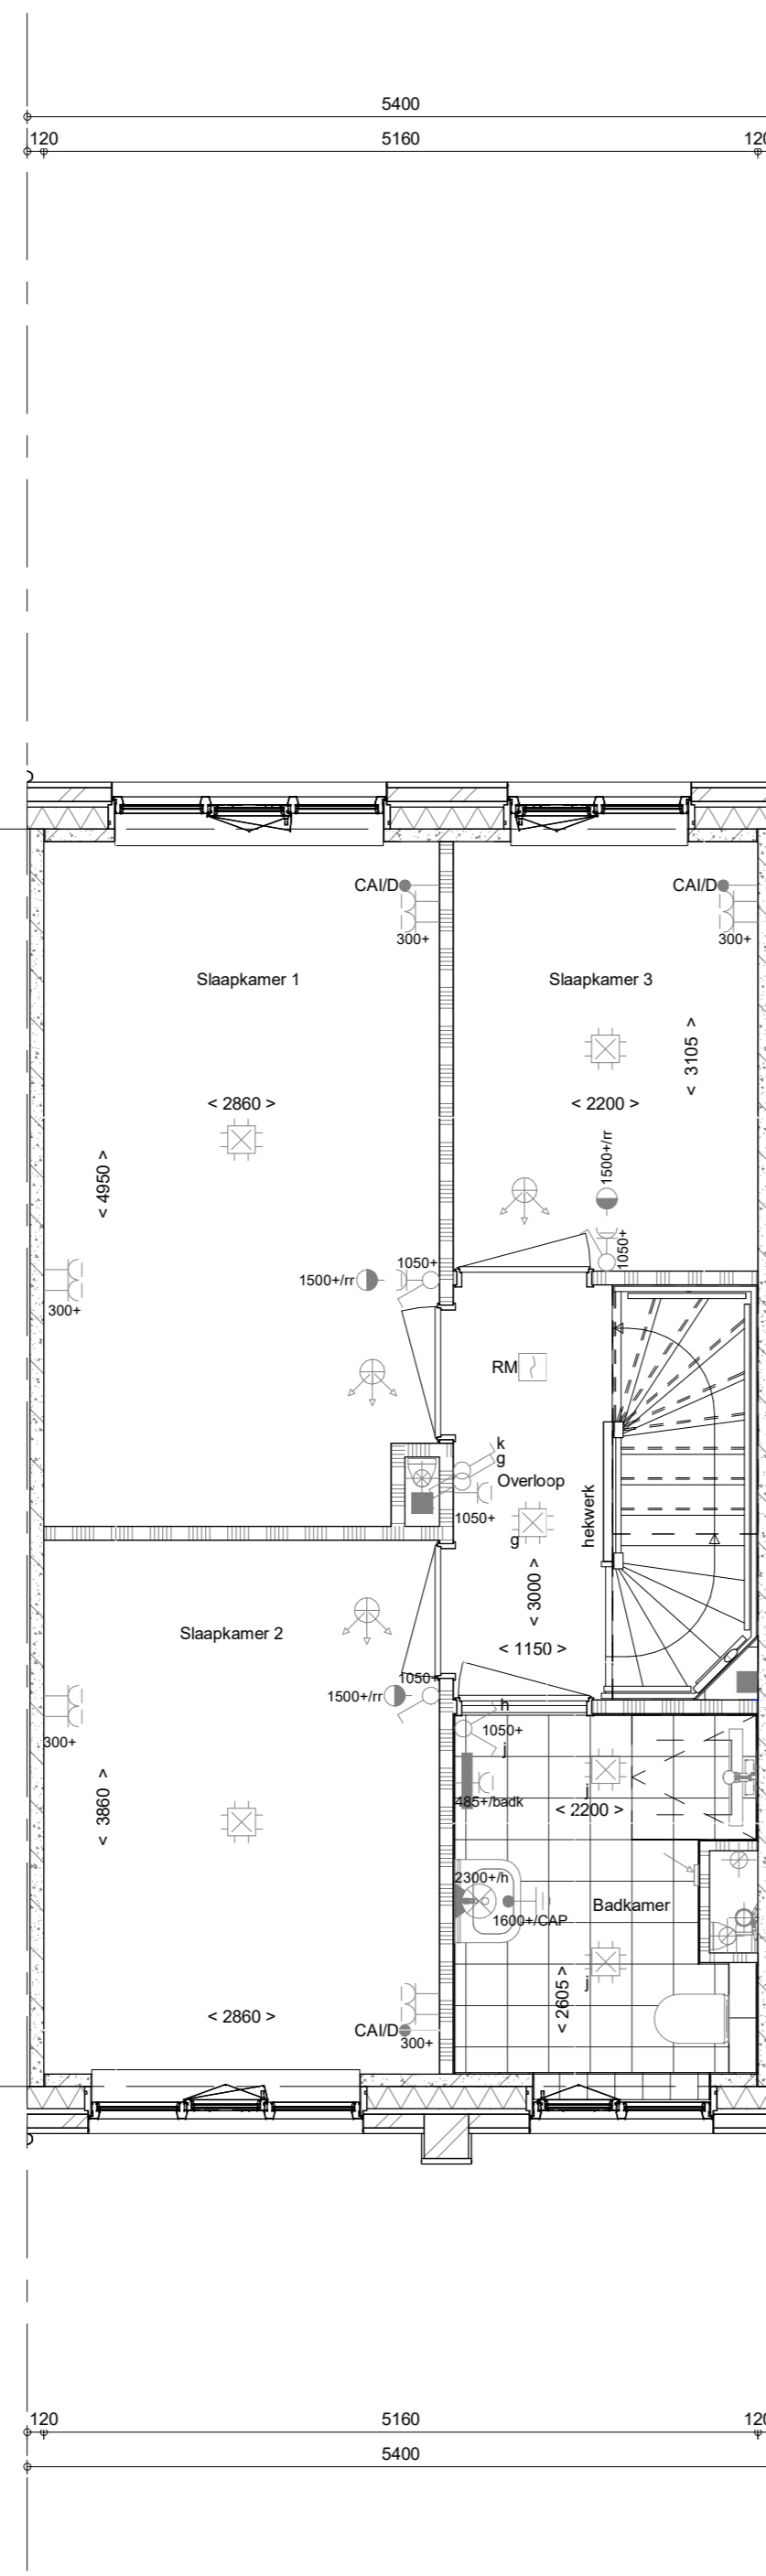 5400
120 5160 120
CAI/D CAI/D
300+ 300+
Slaapkamer 1 Slaapkamer 3
< 3105 >
< 2860 > < 2200 >
1500+/rr
< 4950 >
1050+
1050+
1500+/rr
300+
RM
k
g
Overloop
1050+
g
hekwerk
< 3000 >
Slaapkamer 2
< 1150 >
1050+
1500+/rr
h
1050+
300+
j
j
485+/badk
< 2200 >
< 3860 >
2300+/h
Badkamer
1600+/CAP
j
< 2605 >
< 2860 >
CAI/D
300+
120 5160 120
5400